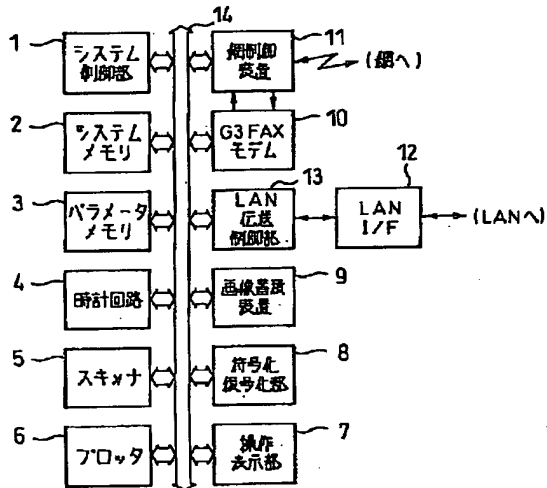 14
1
システム
制御部
11
網制御
装置
(網へ)
2
システム
メモリ
10
G3 FAX
モデム
3
パラメータ
メモリ
13
LAN
伝送
制御部
12
LAN
I/F
(LANへ)
4
時計回路
9
画像蓄積
装置
5
スキャナ
8
符号化
復号化部
6
プロッタ
7
操作
表示部